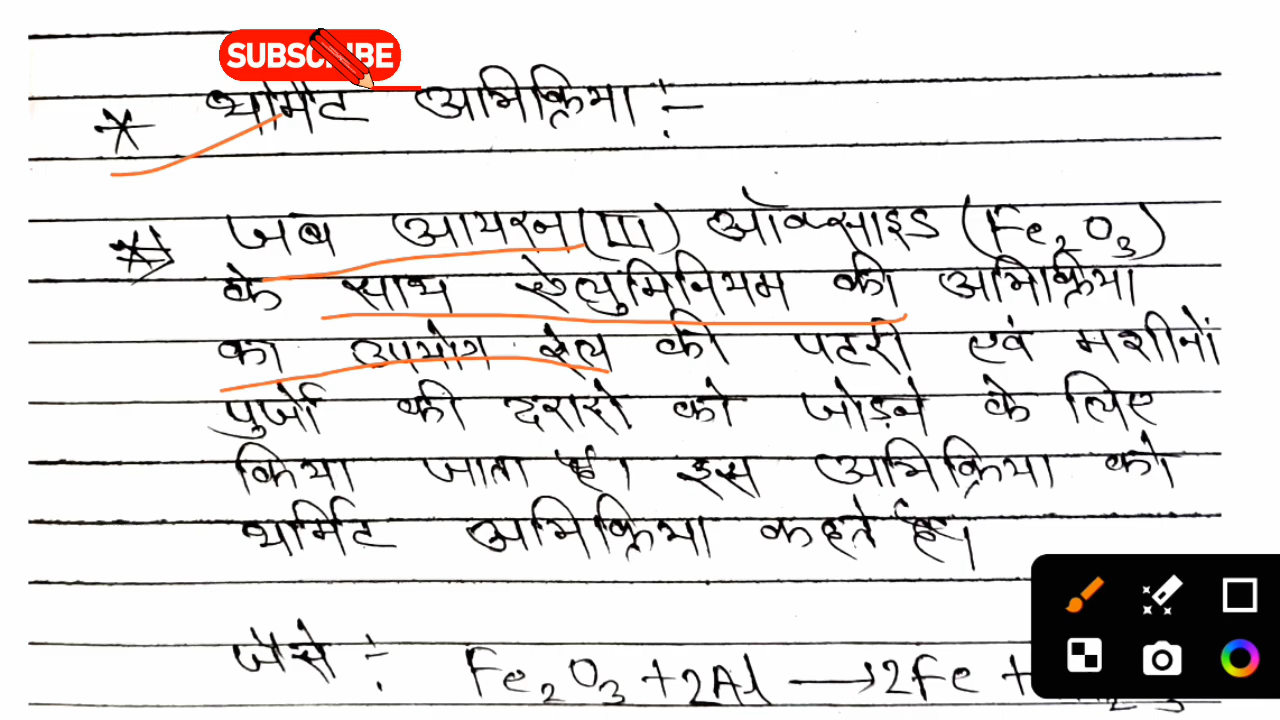 SUBSCRIBE
* थर्मिट अभिक्रिया :-
* जब आयरन (III) ऑक्साइड (Fe₂O₃)
के साथ ऐलुमिनियम की अभिक्रिया
का उपयोग रेल की पटरी एवं मशीनों
पुर्जो की दरारो को जोड़ने के लिए
किया जाता है। इस अभिक्रिया को
थर्मिट अभिक्रिया कहते है।
जैसे :- Fe₂O₃ + 2Al ⟶ 2Fe +